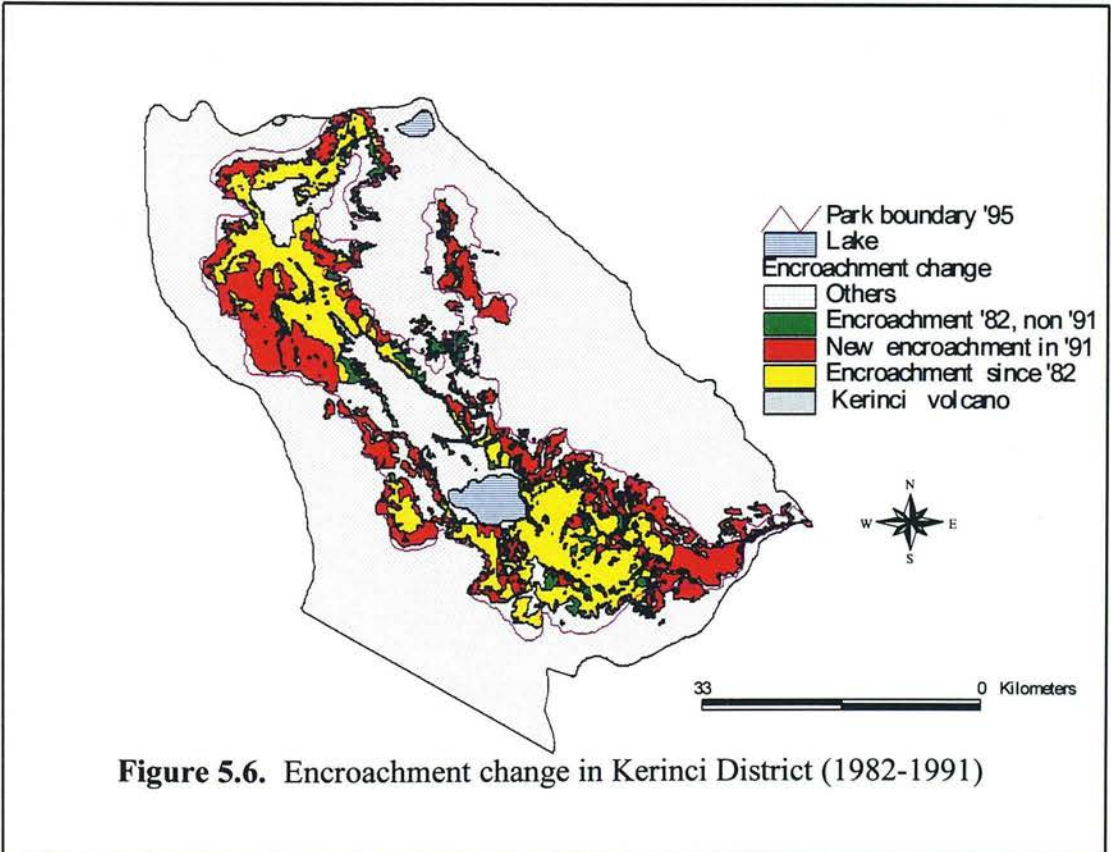 Park boundary '95
Lake
Encroachment change
Others
Encroachment '82, non '91
New encroachment in '91
Encroachment since '82
Kerinci volcano
N
W E
S
33 0 Kilometers
Figure 5.6. Encroachment change in Kerinci District (1982-1991)